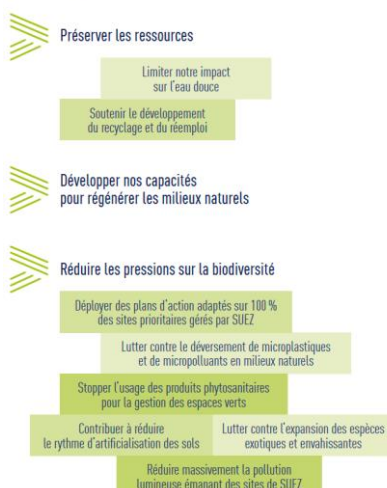 Préserver les ressources
Limiter notre impact
sur l'eau douce
Soutenir le développement
du recyclage et du réemploi
Développer nos capacités
pour régénérer les milieux naturels
Réduire les pressions sur la biodiversité
Déployer des plans d'action adaptés sur 100 %
des sites prioritaires gérés par SUEZ
Lutter contre le déversement de microplastiques
et de micropolluants en milieux naturels
Stopper l'usage des produits phytosanitaires
pour la gestion des espaces verts
Contribuer à réduire
le rythme d'artificialisation des sols
Lutter contre l'expansion des espèces
exotiques et envahissantes
Réduire massivement la pollution
lumineuse émanant des sites de SUEZ